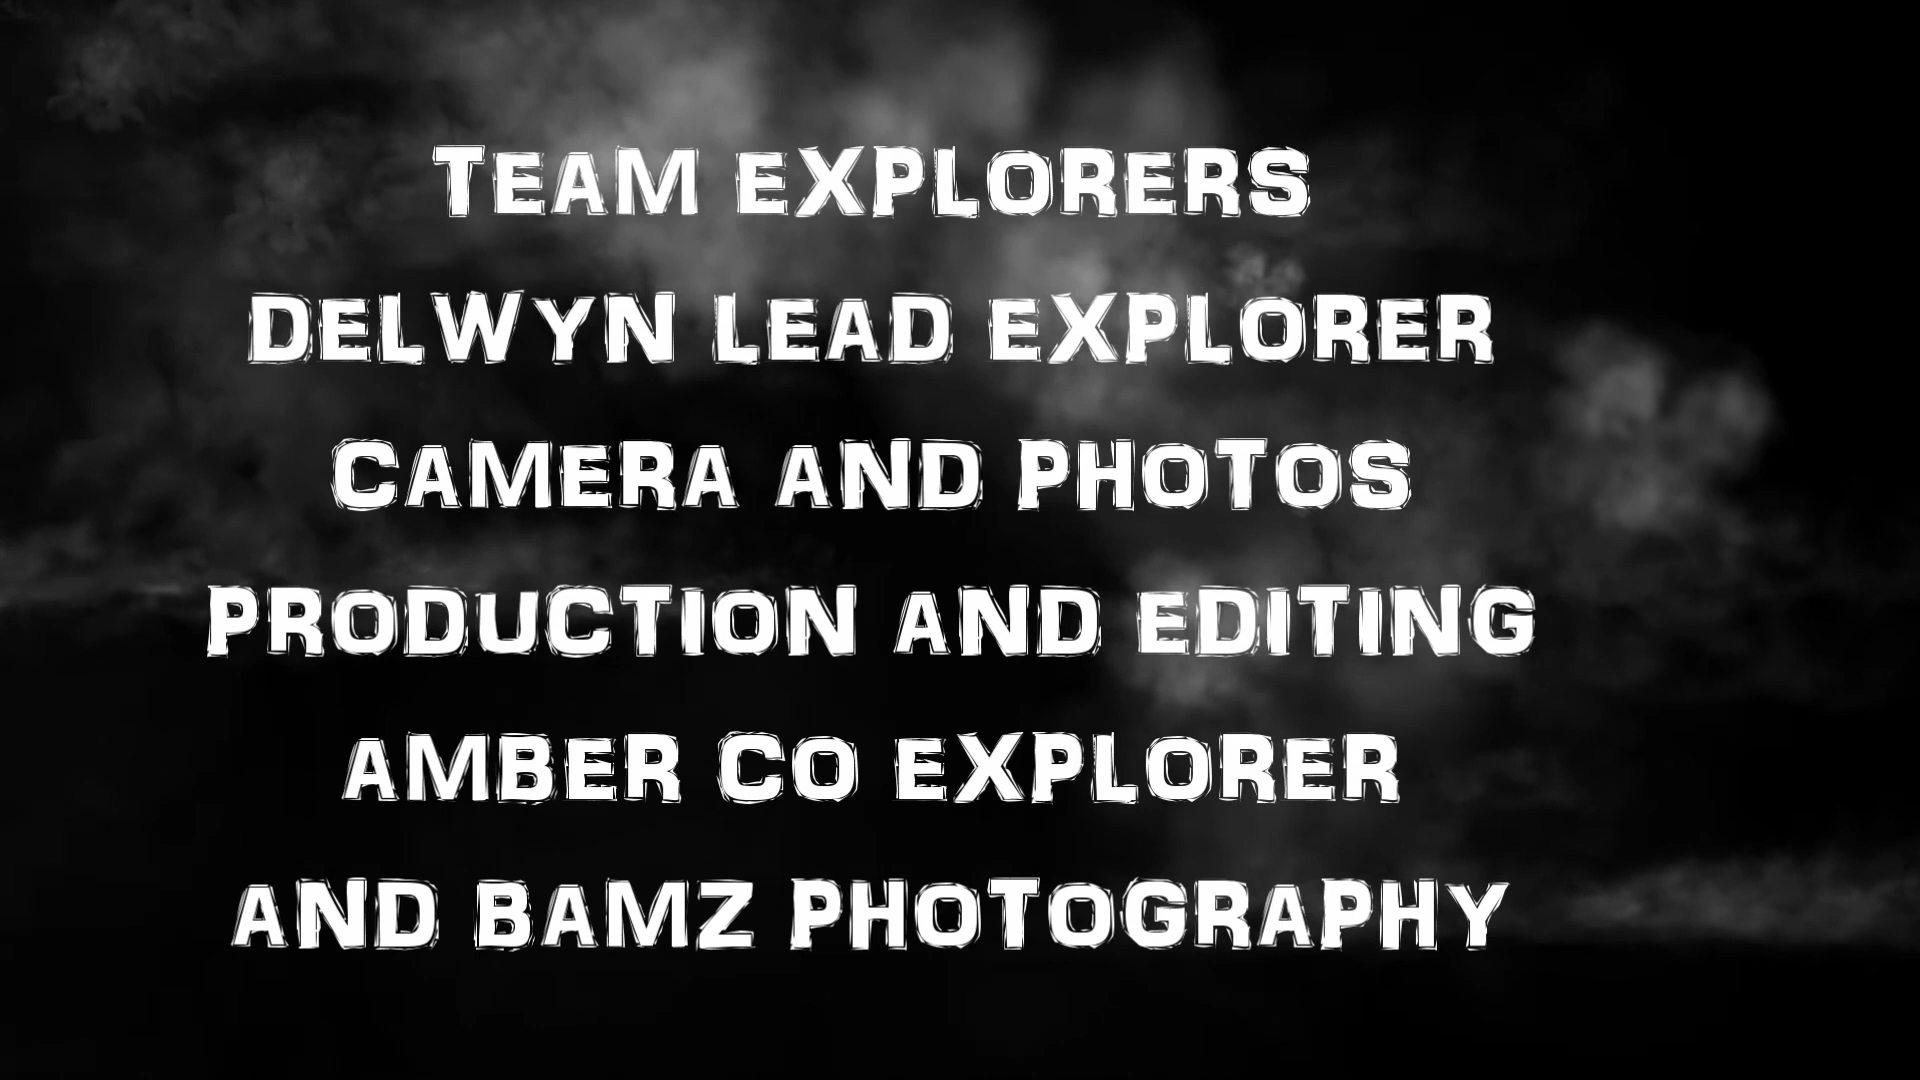 TEAM EXPLORERS
DELWYN LEAD EXPLORER
CAMERA AND PHOTOS
PRODUCTION AND EDITING
AMBER CO EXPLORER
AND BAMZ PHOTOGRAPHY